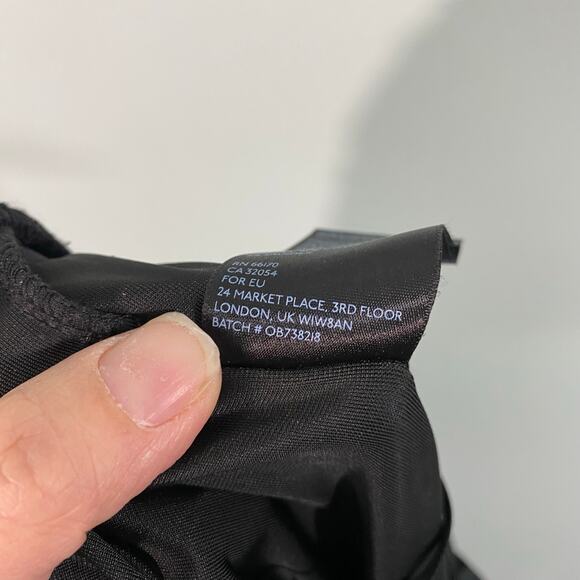 RN 66170
CA 32054
FOR EU
24 MARKET PLACE, 3RD FLOOR
LONDON, UK W1W8AN
BATCH # OB738218